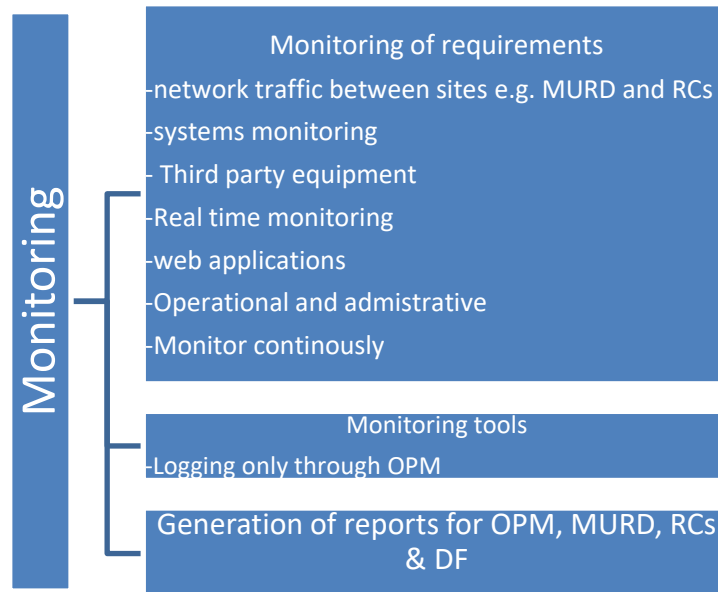 Monitoring
Monitoring of requirements
-network traffic between sites e.g. MURD and RCs
-systems monitoring
- Third party equipment
-Real time monitoring
-web applications
-Operational and admistrative
-Monitor continously
Monitoring tools
-Logging only through OPM
Generation of reports for OPM, MURD, RCs
& DF